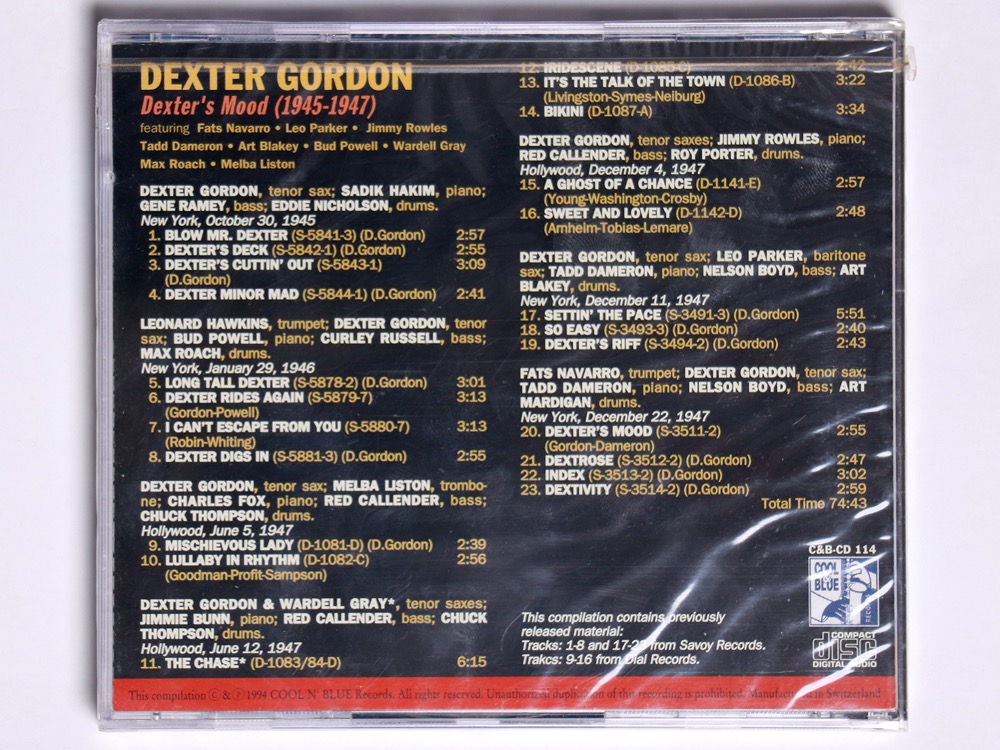 DEXTER GORDON
Dexter's Mood (1945-1947)
featuring Fats Navarro • Leo Parker • Jimmy Rowles
Tadd Dameron • Art Blakey • Bud Powell • Wardell Gray
Max Roach • Melba Liston
DEXTER GORDON, tenor sax; SADIK HAKIM, piano;
GENE RAMEY, bass; EDDIE NICHOLSON, drums.
New York, October 30, 1945
1. BLOW MR. DEXTER (S-5841-3) (D.Gordon) 2:57
2. DEXTER'S DECK (S-5842-1) (D.Gordon) 2:55
3. DEXTER'S CUTTIN' OUT (S-5843-1) 3:09
(D.Gordon)
4. DEXTER MINOR MAD (S-5844-1) (D.Gordon) 2:41
LEONARD HAWKINS, trumpet; DEXTER GORDON, tenor
sax; BUD POWELL, piano; CURLEY RUSSELL, bass;
MAX ROACH, drums.
New York, January 29, 1946
5. LONG TALL DEXTER (S-5878-2) (D.Gordon) 3:01
6. DEXTER RIDES AGAIN (S-5879-7) 3:13
(Gordon-Powell)
7. I CAN'T ESCAPE FROM YOU (S-5880-7) 3:13
(Robin-Whiting)
8. DEXTER DIGS IN (S-5881-3) (D.Gordon) 2:55
DEXTER GORDON, tenor sax; MELBA LISTON, trombo-
ne; CHARLES FOX, piano; RED CALLENDER, bass;
CHUCK THOMPSON, drums.
Hollywood, June 5, 1947
9. MISCHIEVOUS LADY (D-1081-D) (D.Gordon) 2:39
10. LULLABY IN RHYTHM (D-1082-C) 2:56
(Goodman-Profit-Sampson)
DEXTER GORDON & WARDELL GRAY*, tenor saxes;
JIMMIE BUNN, piano; RED CALLENDER, bass; CHUCK
THOMPSON, drums.
Hollywood, June 12, 1947
11. THE CHASE* (D-1083/84-D) 6:15
12. IRIDESCENE (D-1085-C) 2:42
13. IT'S THE TALK OF THE TOWN (D-1086-B) 3:22
(Livingston-Symes-Neiburg)
14. BIKINI (D-1087-A) 3:34
DEXTER GORDON, tenor saxes; JIMMY ROWLES, piano;
RED CALLENDER, bass; ROY PORTER, drums.
Hollywood, December 4, 1947
15. A GHOST OF A CHANCE (D-1141-E) 2:57
(Young-Washington-Crosby)
16. SWEET AND LOVELY (D-1142-D) 2:48
(Arnheim-Tobias-Lemare)
DEXTER GORDON, tenor sax; LEO PARKER, baritone
sax; TADD DAMERON, piano; NELSON BOYD, bass; ART
BLAKEY, drums.
New York, December 11, 1947
17. SETTIN' THE PACE (S-3491-3) (D.Gordon) 5:51
18. SO EASY (S-3493-3) (D.Gordon) 2:40
19. DEXTER'S RIFF (S-3494-2) (D.Gordon) 2:43
FATS NAVARRO, trumpet; DEXTER GORDON, tenor sax;
TADD DAMERON, piano; NELSON BOYD, bass; ART
MARDIGAN, drums.
New York, December 22, 1947
20. DEXTER'S MOOD (S-3511-2) 2:55
(Gordon-Dameron)
21. DEXTROSE (S-3512-2) (D.Gordon) 2:47
22. INDEX (S-3513-2) (D.Gordon) 3:02
23. DEXTIVITY (S-3514-2) (D.Gordon) 2:59
Total Time 74:43
C&B-CD 114
COOL
N'
BLUE
RECORDS
This compilation contains previously
released material:
Tracks: 1-8 and 17-23 from Savoy Records.
Trakcs: 9-16 from Dial Records.
COMPACT
disc
DIGITAL AUDIO
This compilation © & ℗ 1994 COOL N' BLUE Records. All rights reserved. Unauthorized duplication of this recording is prohibited. Manufactured in Switzerland